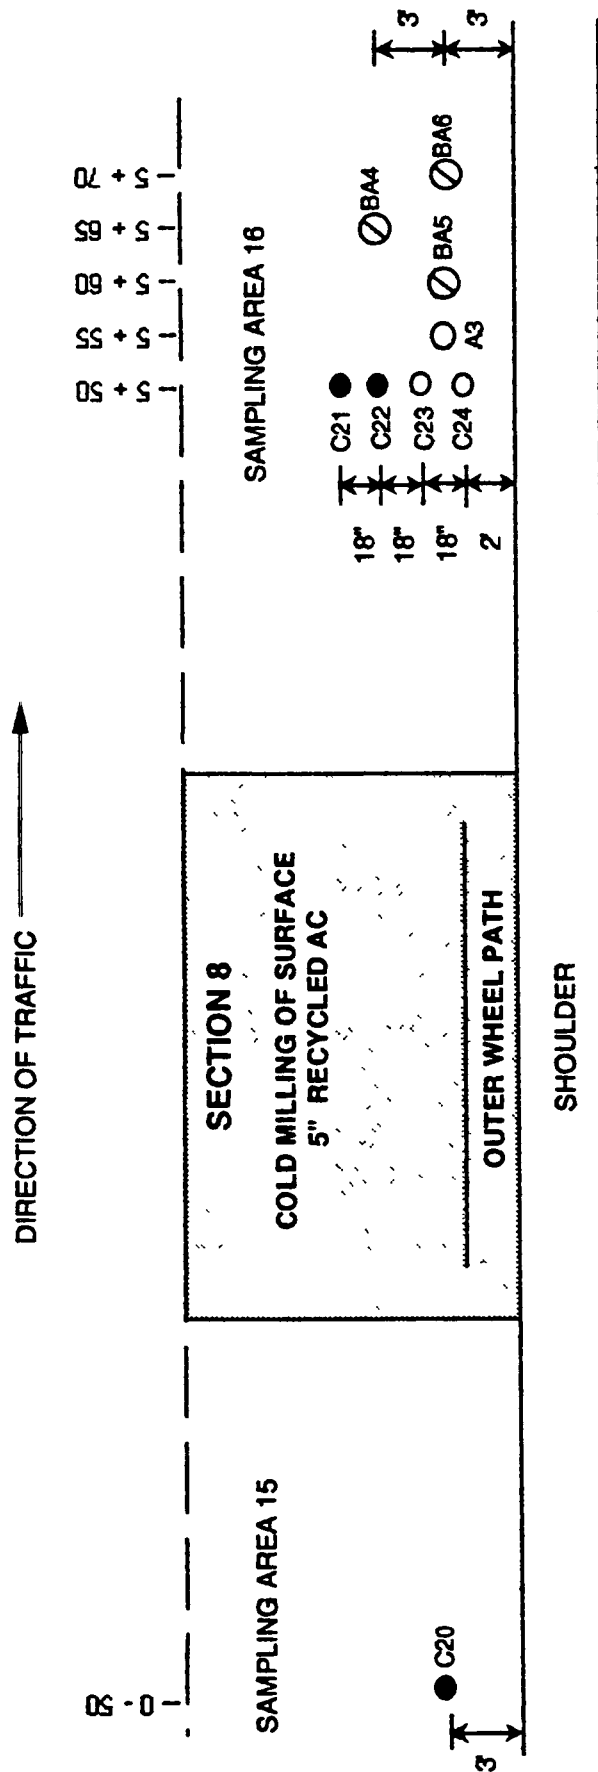 DIRECTION OF TRAFFIC
0 - 50
5 + 50
5 + 55
5 + 60
5 + 65
5 + 70
SAMPLING AREA 15
SECTION 8
COLD MILLING OF SURFACE
5" RECYCLED AC
OUTER WHEEL PATH
SAMPLING AREA 16
C20
3'
C21
C22
C23
C24
A3
BA4
BA5
BA6
18"
18"
18"
2'
3'
3'
SHOULDER